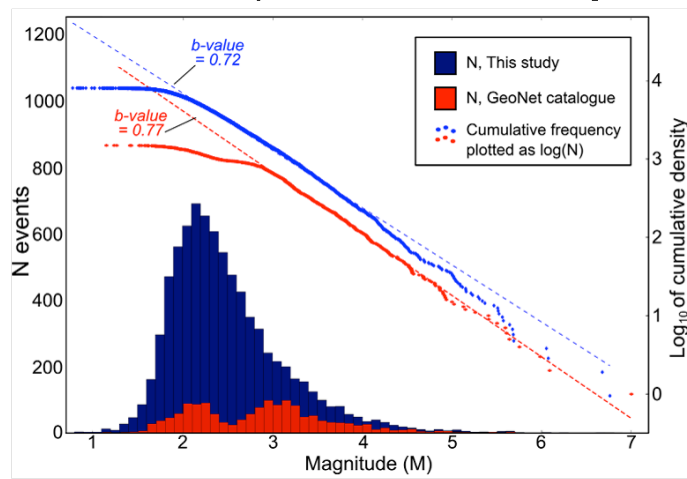 1200
1000
800
600
400
200
0
N events
b-value
= 0.72
b-value
= 0.77
N, This study
N, GeoNet catalogue
Cumulative frequency
plotted as log(N)
4
3
2
1
0
Log10 of cumulative density
1 2 3 4 5 6 7
Magnitude (M)